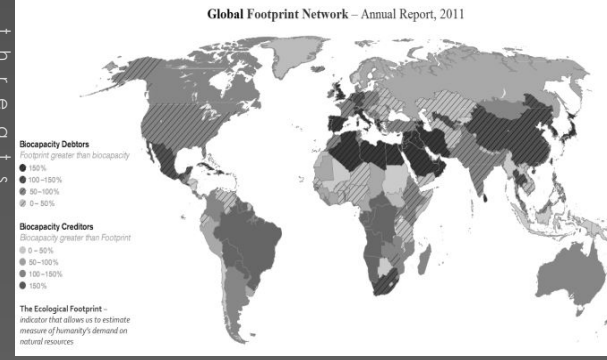 Global Footprint Network – Annual Report, 2011
threats
Biocapacity Debtors
Footprint greater than biocapacity
150%
100–150%
50–100%
0– 50%
Biocapacity Creditors
Biocapacity greater than Footprint
0 – 50%
50–100%
100–150%
150%
The Ecological Footprint –
indicator that allows us to estimate
measure of humanity's demand on
natural resources